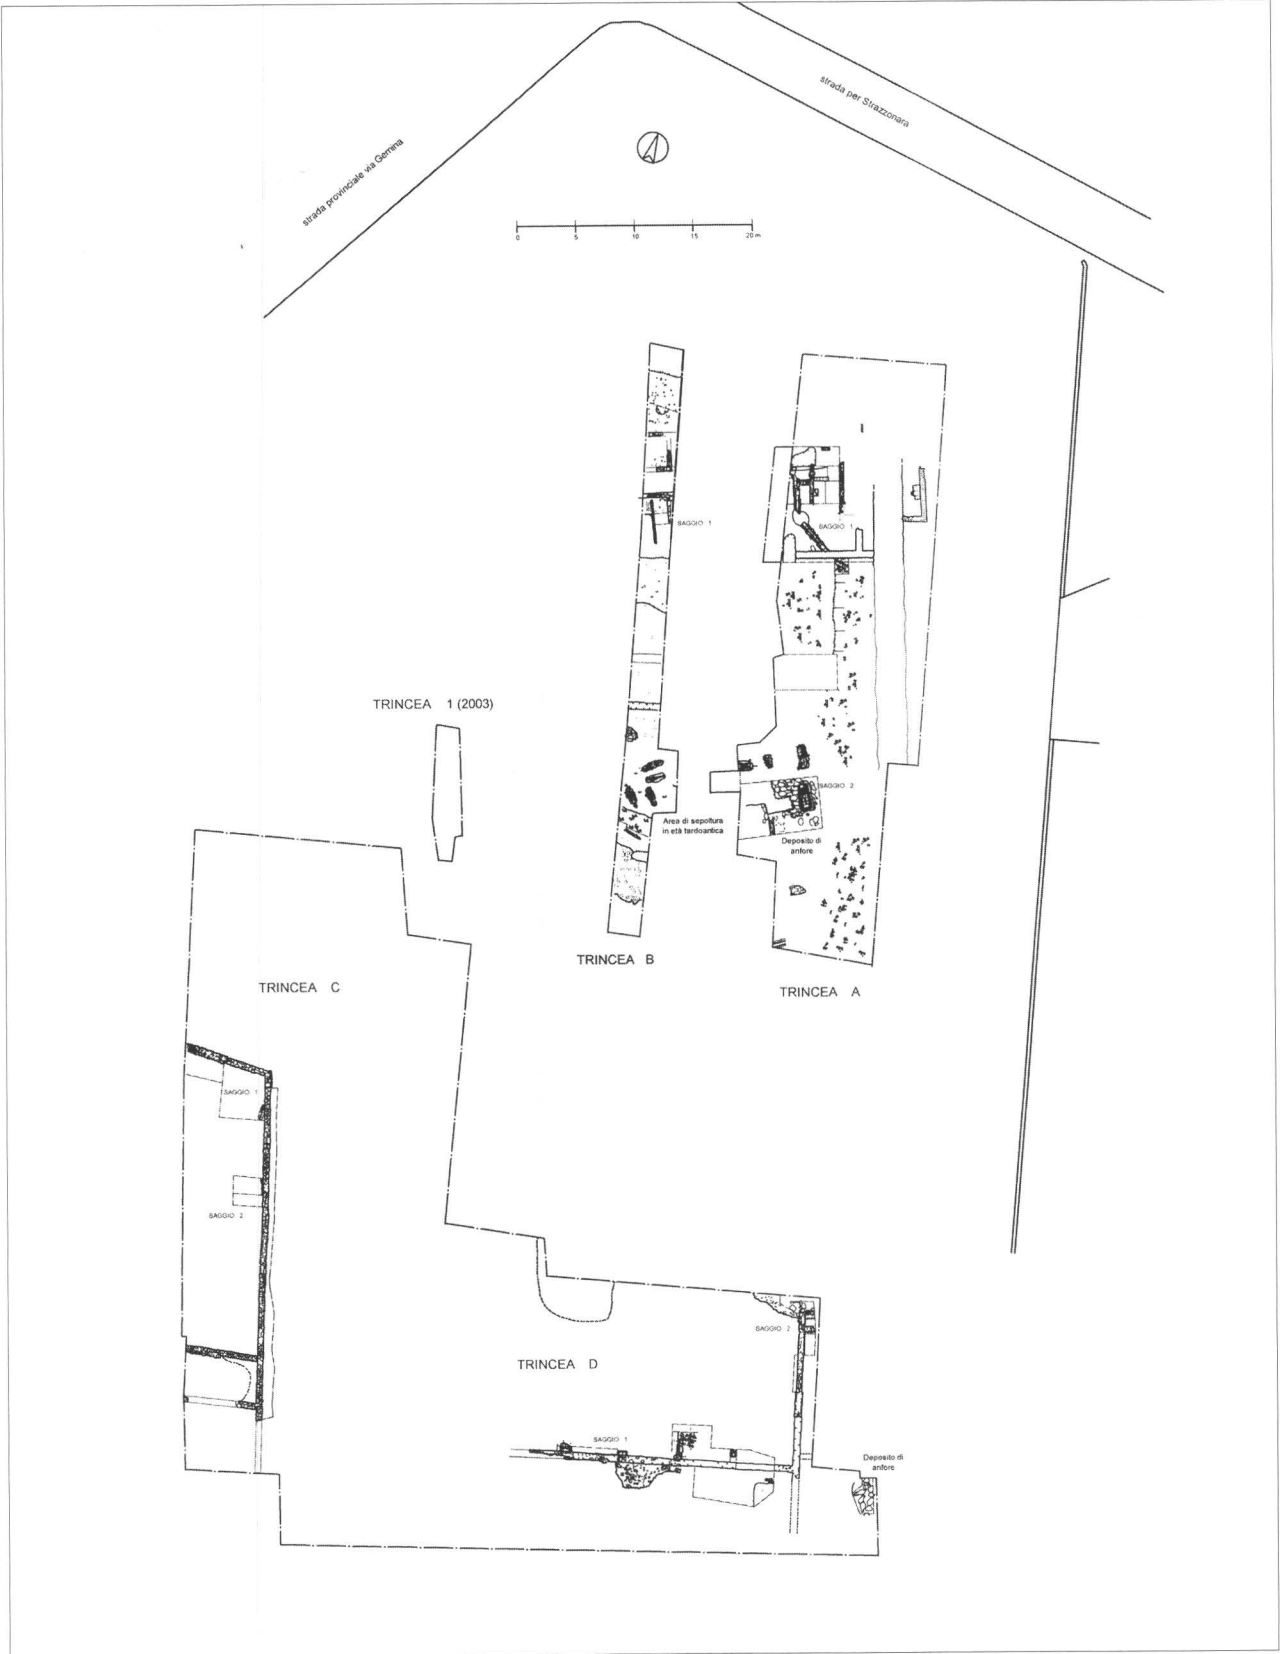 strada per Strazzonara
strada provinciale via Gemina
0 5 10 15 20 m
SAGGIO 1
SAGGIO 1
TRINCEA 1 (2003)
SAGGIO 2
Area di sepoltura
in età tardoantica
Deposito di
anfore
TRINCEA B
TRINCEA C
TRINCEA A
SAGGIO 1
SAGGIO 2
SAGGIO 2
TRINCEA D
SAGGIO 1
Deposito di
anfore